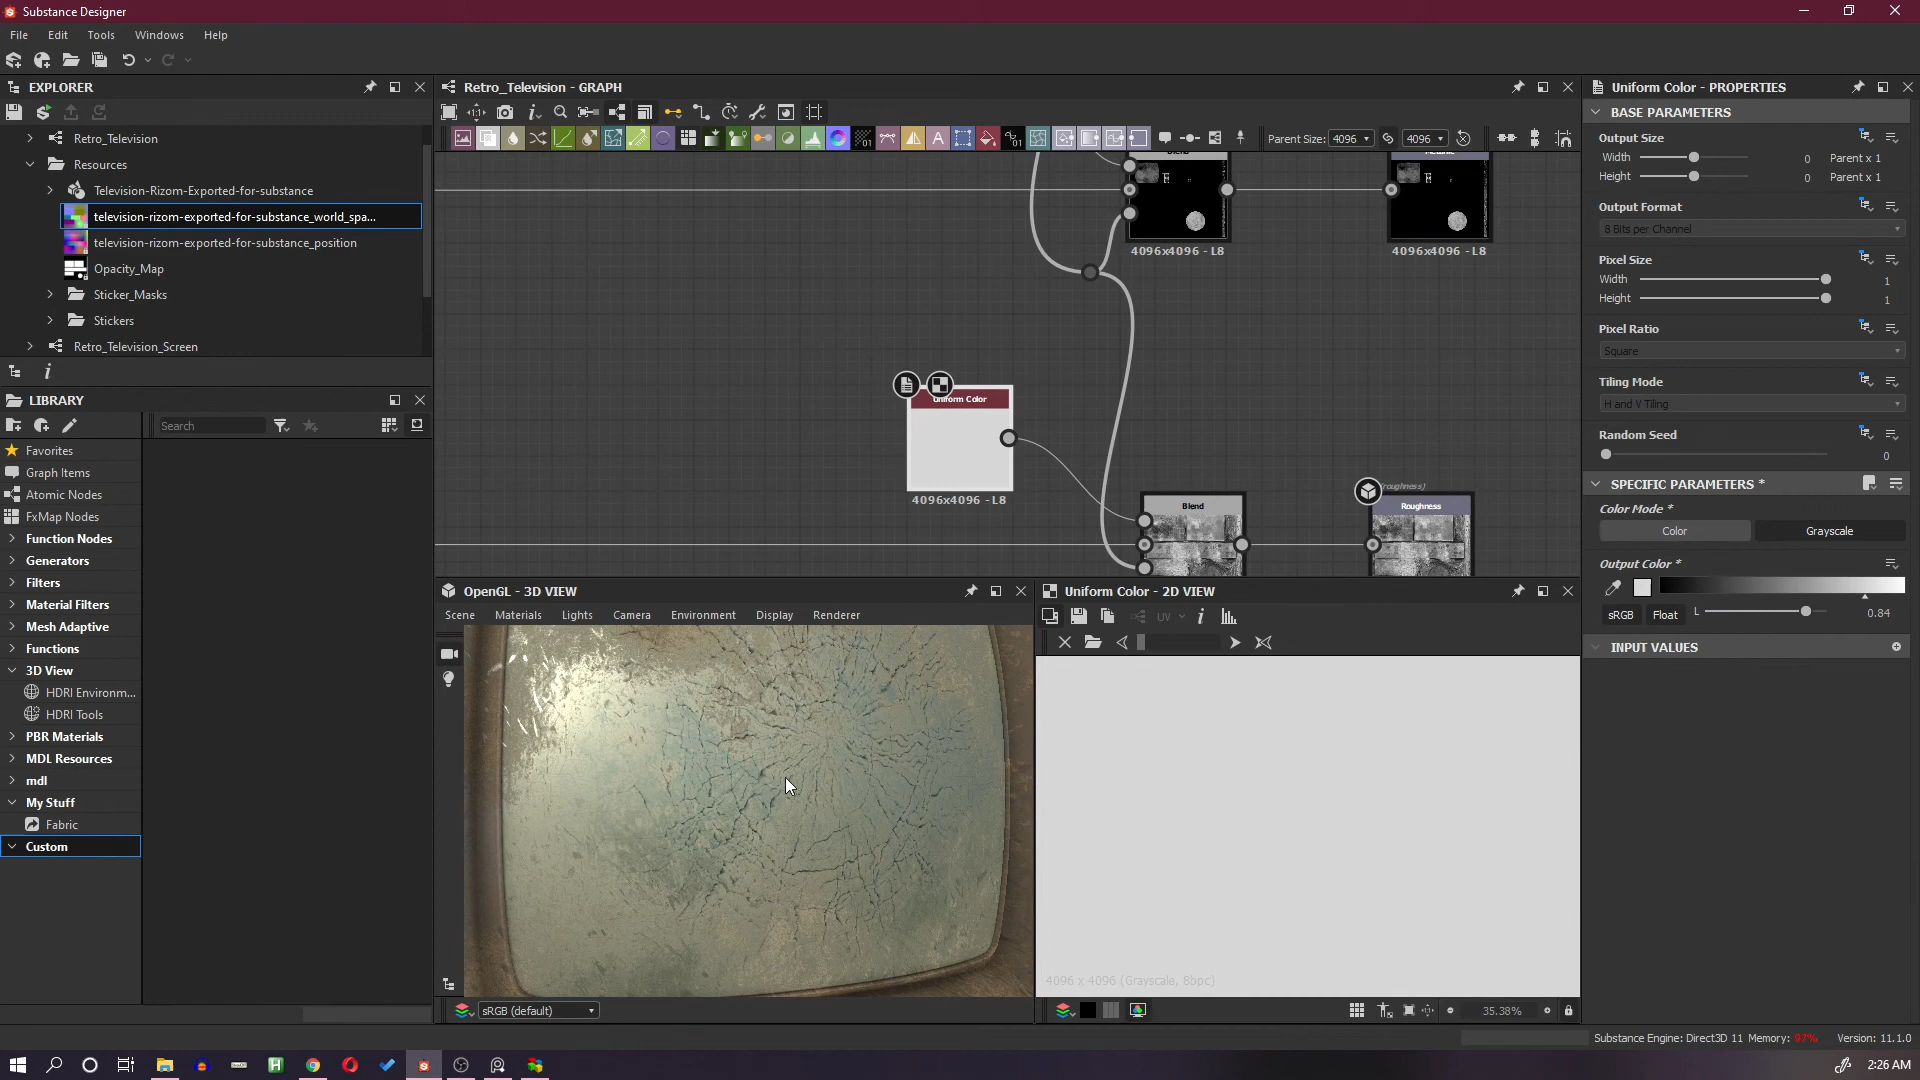 Substance Designer
File Edit Tools Windows Help
EXPLORER
Retro_Television
Resources
Television-Rizom-Exported-for-substance
television-rizom-exported-for-substance_world_spa...
television-rizom-exported-for-substance_position
Opacity_Map
Sticker_Masks
Stickers
Retro_Television_Screen
LIBRARY
Search
Favorites
Graph Items
Atomic Nodes
FxMap Nodes
Function Nodes
Generators
Filters
Material Filters
Mesh Adaptive
Functions
3D View
HDRI Environm...
HDRI Tools
PBR Materials
MDL Resources
mdl
My Stuff
Fabric
Custom
Retro_Television - GRAPH
Parent Size: 4096 4096
4096x4096 - L8
4096x4096 - L8
Uniform Color
4096x4096 - L8
Blend
(roughness)
Roughness
OpenGL - 3D VIEW
Scene Materials Lights Camera Environment Display Renderer
sRGB (default)
Uniform Color - 2D VIEW
UV
4096 x 4096 (Grayscale, 8bpc)
35.38%
Uniform Color - PROPERTIES
BASE PARAMETERS
Output Size
Width 0 Parent x 1
Height 0 Parent x 1
Output Format
8 Bits per Channel
Pixel Size
Width 1
Height 1
Pixel Ratio
Square
Tiling Mode
H and V Tiling
Random Seed
0
SPECIFIC PARAMETERS *
Color Mode *
Color Grayscale
Output Color *
sRGB Float L 0.84
INPUT VALUES
Substance Engine: Direct3D 11 Memory: 97% Version: 11.1.0
2:26 AM